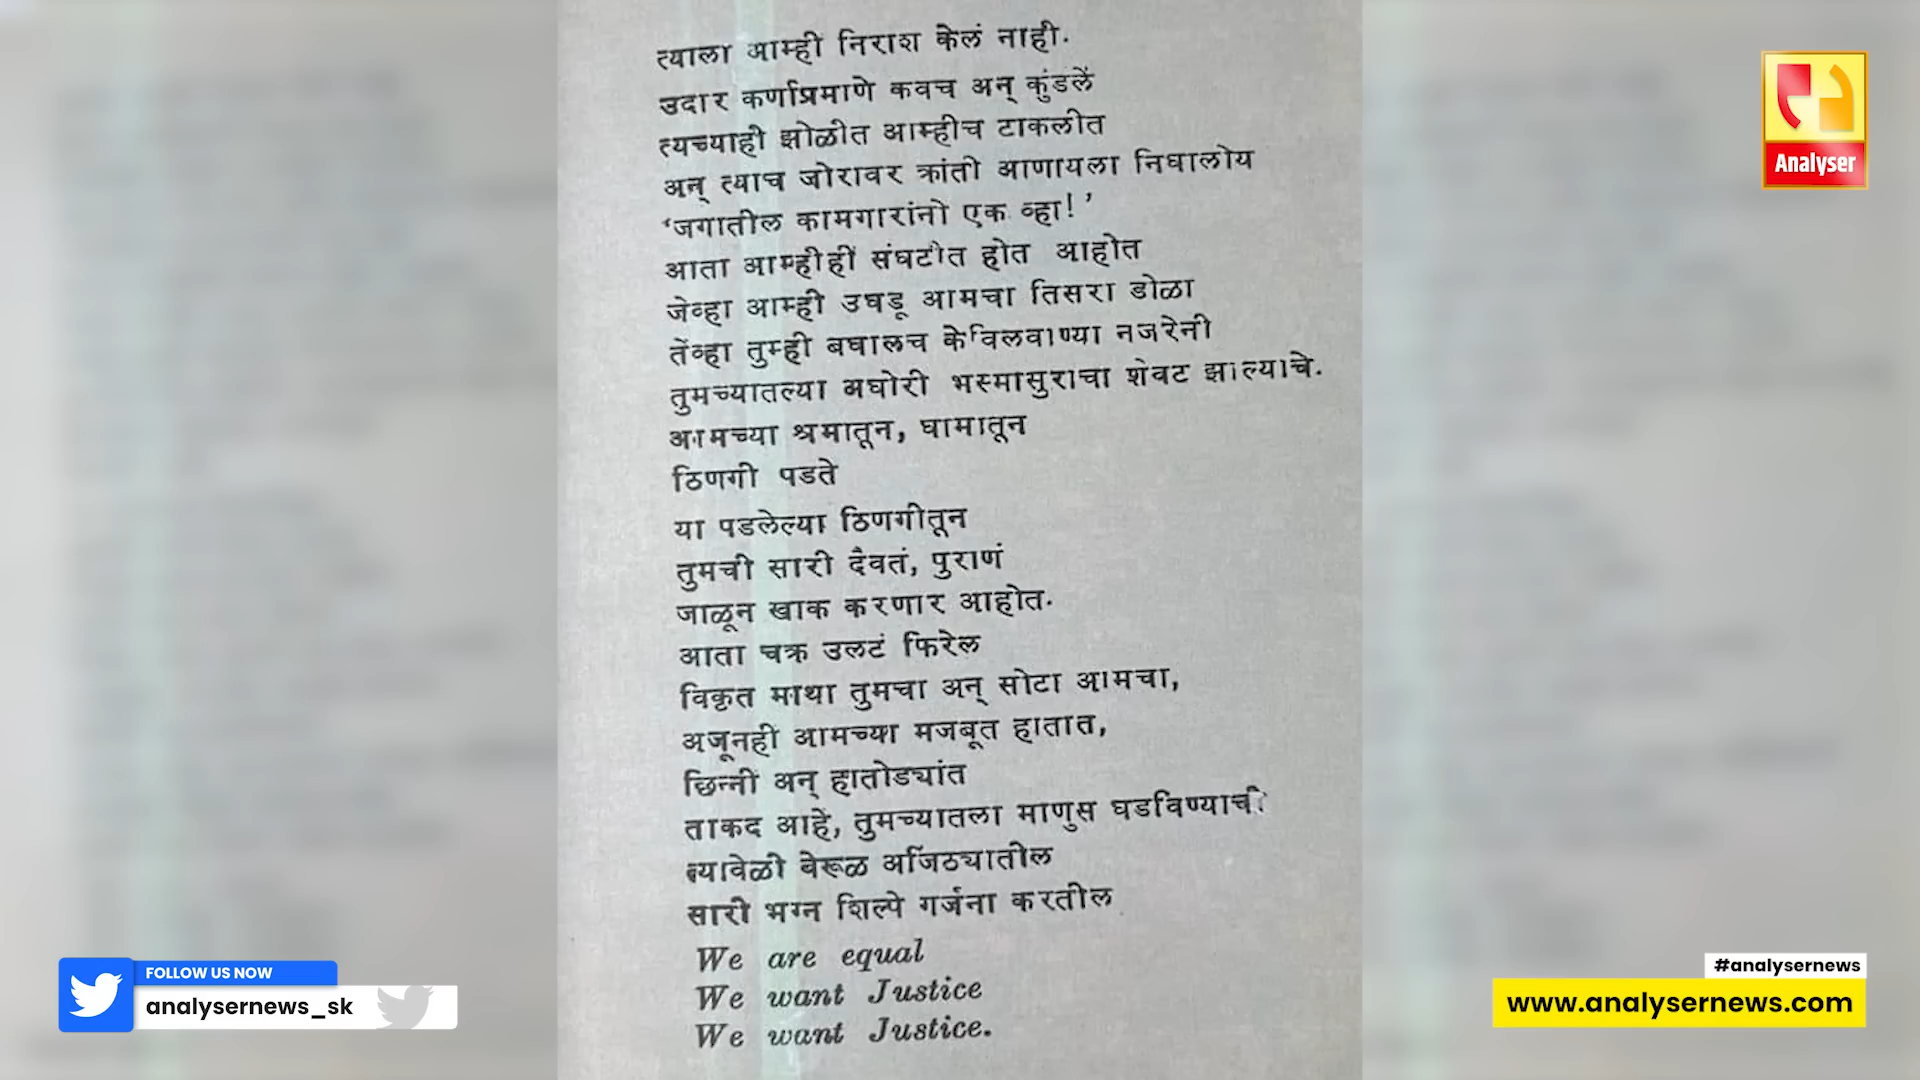 त्याला आम्ही निराश केलं नाही.
उदार कर्णाप्रमाणे कवच अन् कुंडलें
त्यच्याही झोळीत आम्हीच टाकलीत
अन् त्याच जोरावर क्रांती आणायला निघालोय
‘जगातील कामगारांनो एक व्हा!’
आता आम्हीही संघटीत होत आहोत
जेव्हा आम्ही उघडू आमचा तिसरा डोळा
तेंव्हा तुम्ही बघालच केविलवाण्या नजरेनी
तुमच्यातल्या अघोरी भस्मासुराचा शेवट झाल्याचे.
आमच्या श्रमातून, घामातून
ठिणगी पडते
या पडलेल्या ठिणगीतून
तुमची सारी दैवतं, पुराणं
जाळून खाक करणार आहोत.
आता चक्र उलटं फिरेल
विकृत माथा तुमचा अन् सोटा आमचा,
अजूनही आमच्या मजबूत हातात,
छिन्नी अन् हातोड्यांत
ताकद आहे, तुमच्यातला माणुस घडविण्याची
त्यावेळी वेरूळ अजिंठ्यातील
सारी भग्न शिल्पे गर्जना करतील
We are equal
We want Justice
We want Justice.
Analyser
FOLLOW US NOW
analysernews_sk
#analysernews
www.analysernews.com